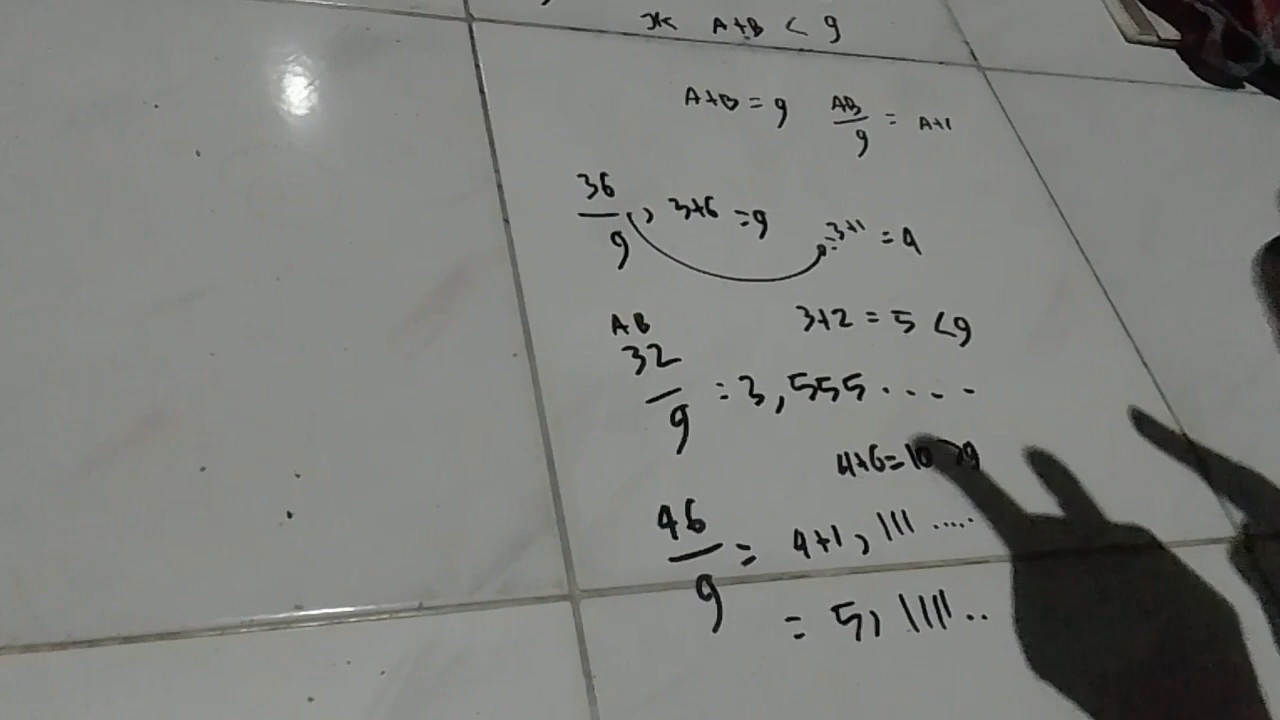 JK A+B < 9
A+B = 9 AB/9 = A+1
36/9 , 3+6 = 9 = 3+1 = 4
AB 3+2 = 5 < 9
32/9 = 3,555....
4+6=10>9
46/9 = 4+1, 111.....
= 5, 1111..